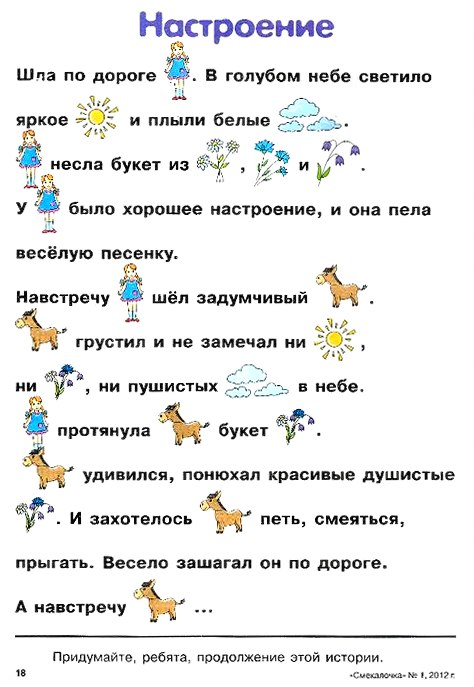 Настроение
Шла по дороге . В голубом небе светило
яркое и плыли белые .
несла букет из , и .
У было хорошее настроение, и она пела
весёлую песенку.
Навстречу шёл задумчивый .
грустил и не замечал ни ,
ни , ни пушистых в небе.
протянула букет .
удивился, понюхал красивые душистые
. И захотелось петь, смеяться,
прыгать. Весело зашагал он по дороге.
А навстречу ...
Придумайте, ребята, продолжение этой истории.
18
«Смекалочка» № 1, 2012 г.